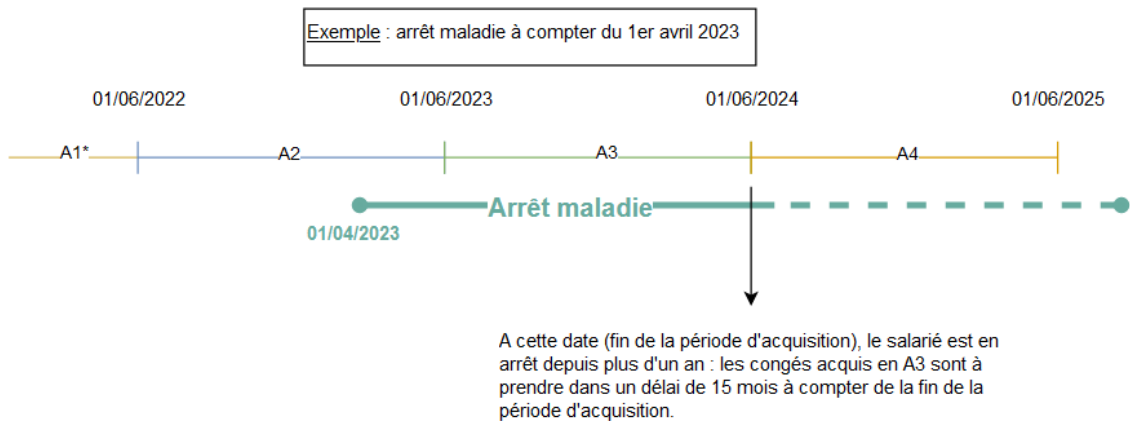 Exemple : arrêt maladie à compter du 1er avril 2023
01/06/2022 01/06/2023 01/06/2024 01/06/2025
A1* A2 A3 A4
Arrêt maladie
01/04/2023
A cette date (fin de la période d'acquisition), le salarié est en
arrêt depuis plus d'un an : les congés acquis en A3 sont à
prendre dans un délai de 15 mois à compter de la fin de la
période d'acquisition.